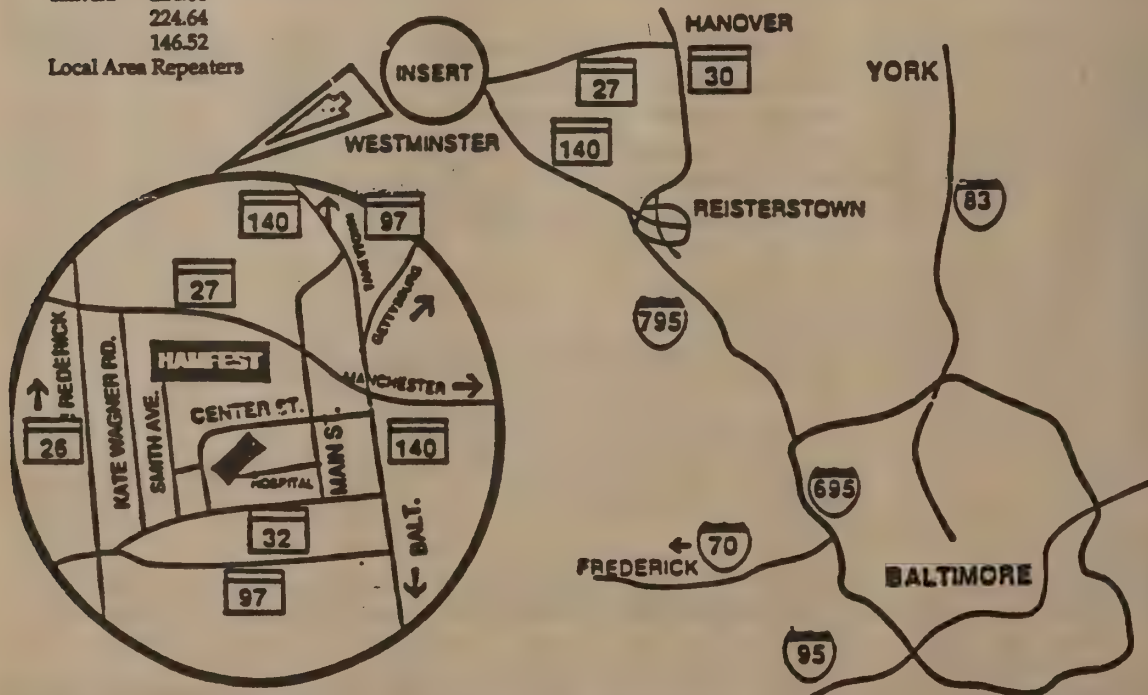 224.64
146.52
Local Area Repeaters
HANOVER
INSERT
27
30
YORK
WESTMINSTER
140
REISTERSTOWN
83
140
97
27
795
GETTYSBURG
FREDERICK
KATE WAGNER RD.
SMITH AVE.
HAMFEST
MANCHESTER →
CENTER ST.
MAIN ST.
26
140
HOSPITAL
695
32
BALT.
← 70
FREDERICK
BALTIMORE
97
95